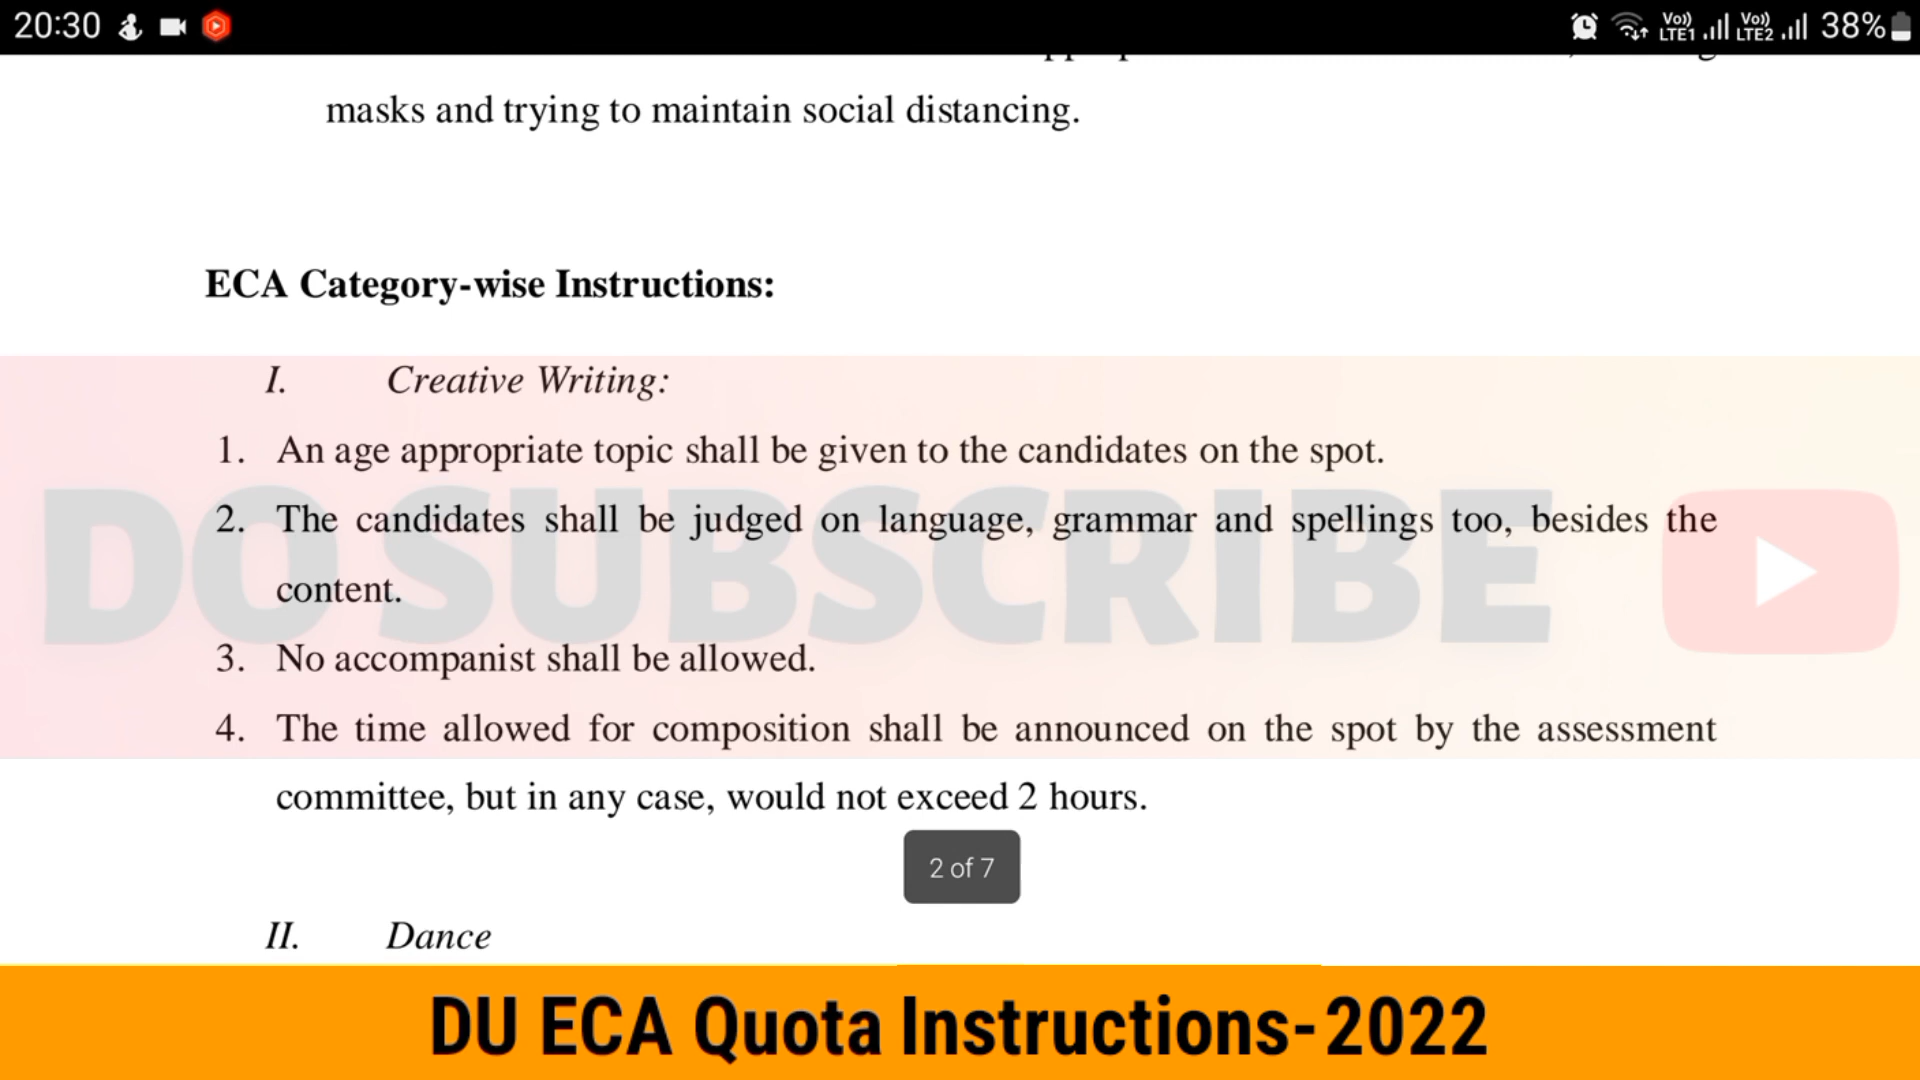 20:30
Vo)) LTE1 Vo)) LTE2 38%
masks and trying to maintain social distancing.
ECA Category-wise Instructions:
I. Creative Writing:
1. An age appropriate topic shall be given to the candidates on the spot.
2. The candidates shall be judged on language, grammar and spellings too, besides the
content.
DO SUBSCRIBE
3. No accompanist shall be allowed.
4. The time allowed for composition shall be announced on the spot by the assessment
committee, but in any case, would not exceed 2 hours.
2 of 7
II. Dance
DU ECA Quota Instructions-2022